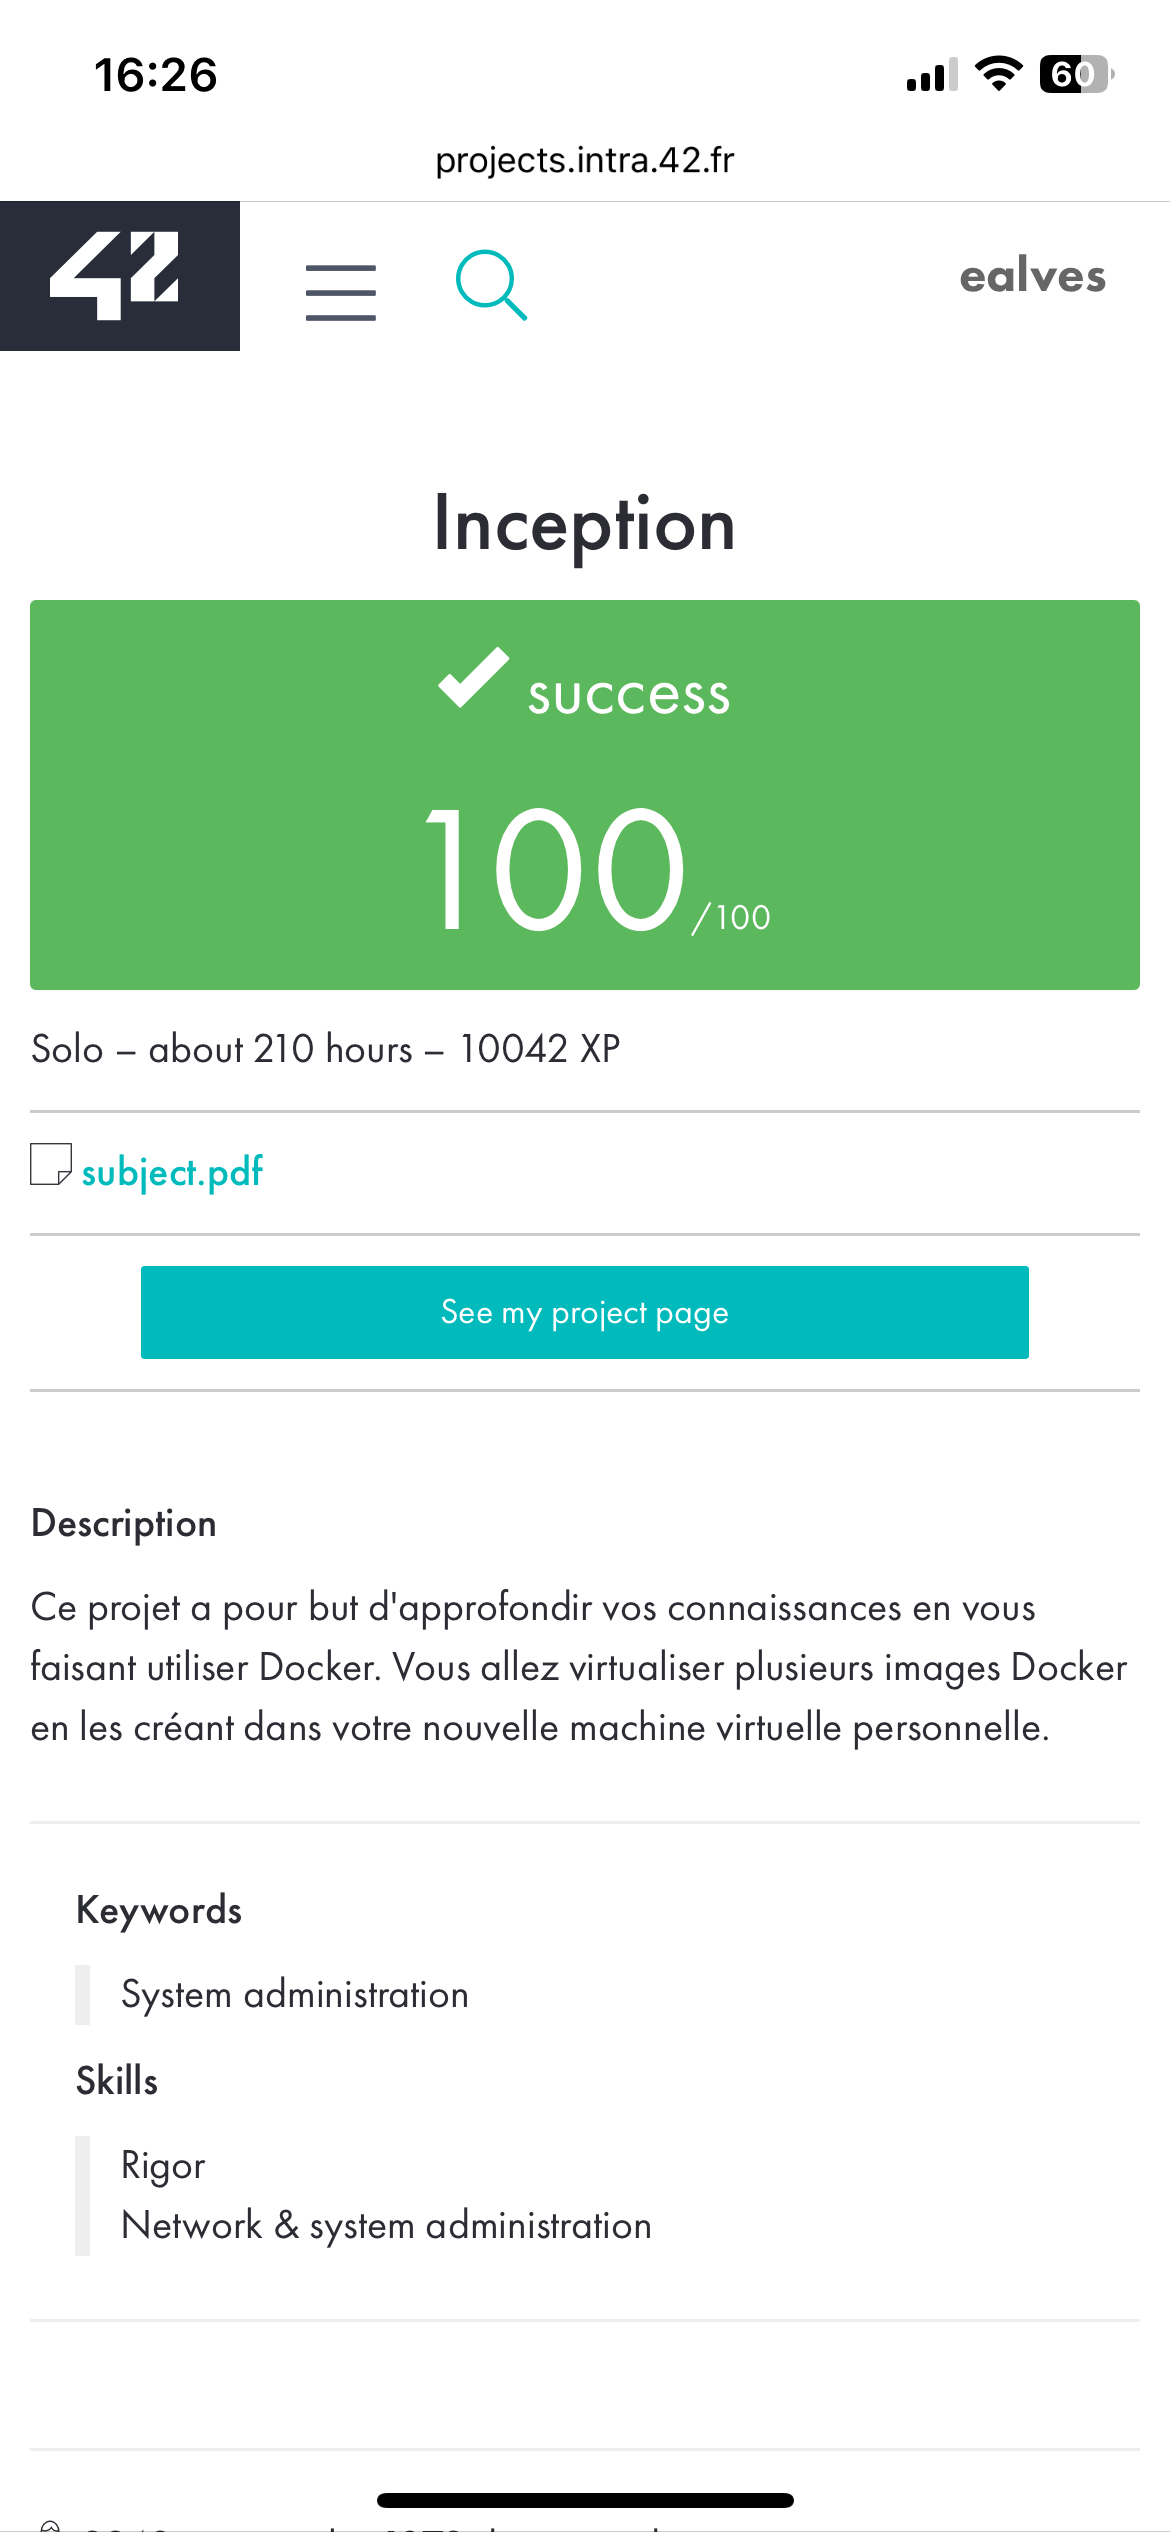 16:26
60
projects.intra.42.fr
42
ealves
Inception
success
100/100
Solo – about 210 hours – 10042 XP
subject.pdf
See my project page
Description
Ce projet a pour but d'approfondir vos connaissances en vous
faisant utiliser Docker. Vous allez virtualiser plusieurs images Docker
en les créant dans votre nouvelle machine virtuelle personnelle.
Keywords
System administration
Skills
Rigor
Network & system administration